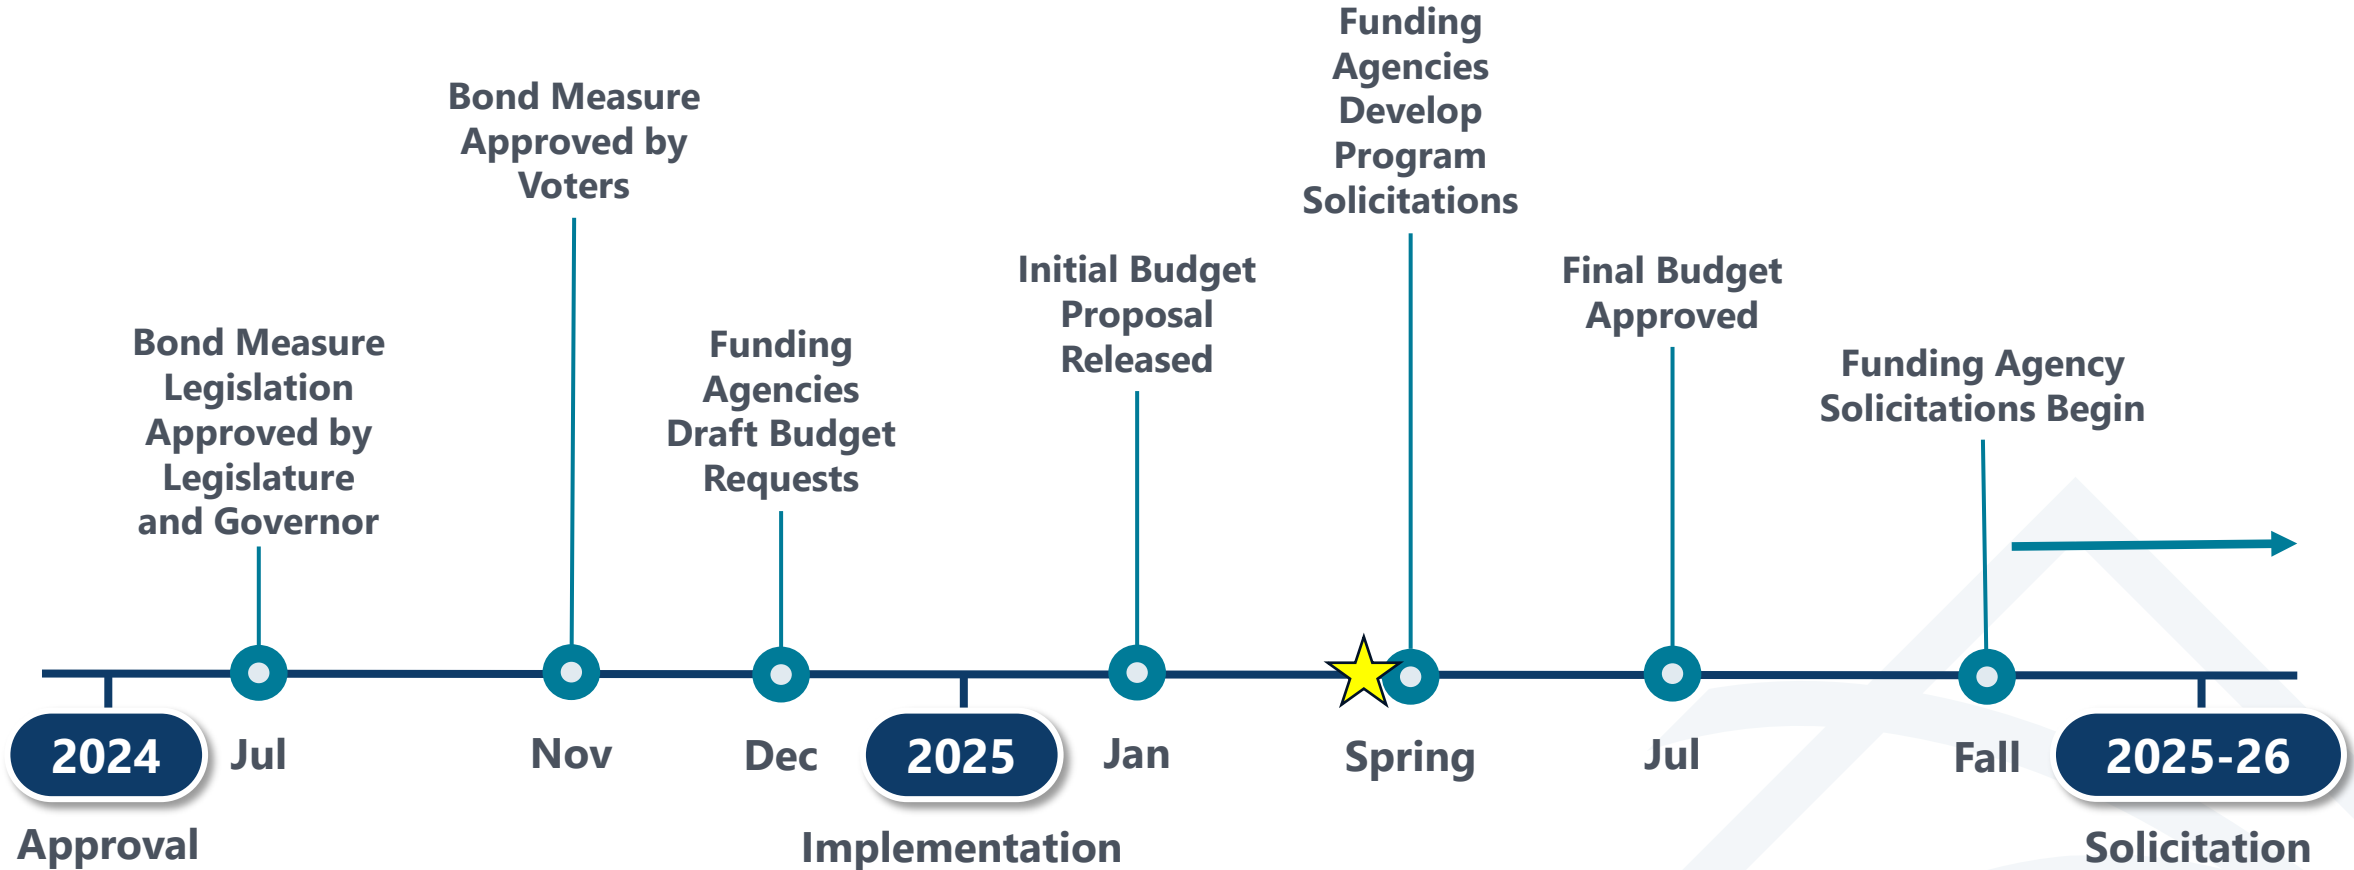 Bond Measure
Legislation
Approved by
Legislature
and Governor
Bond Measure
Approved by
Voters
Funding
Agencies
Draft Budget
Requests
Initial Budget
Proposal
Released
Funding
Agencies
Develop
Program
Solicitations
Final Budget
Approved
Funding Agency
Solicitations Begin
2024
Jul
Nov
Dec
2025
Jan
Spring
Jul
Fall
2025-26
Approval
Implementation
Solicitation